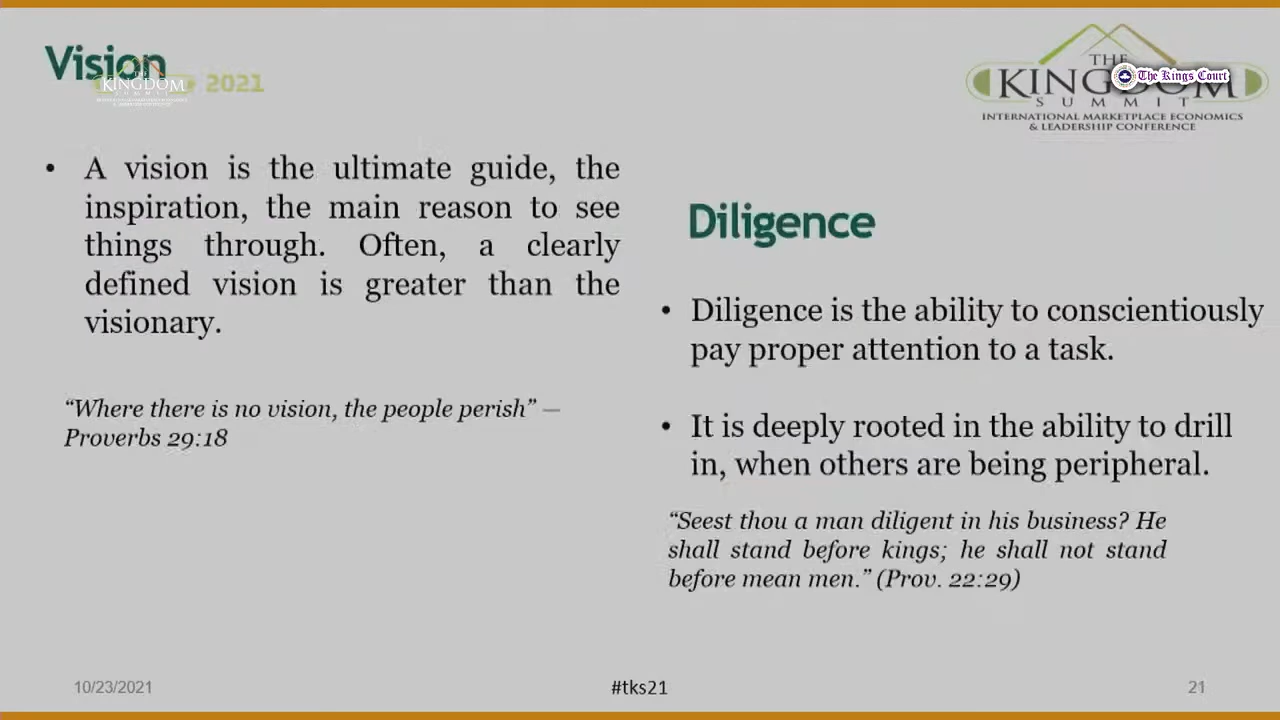 Vision
THE
KINGDOM
2021
THE
KINGDOM
The Kings Court
SUMMIT
INTERNATIONAL MARKETPLACE ECONOMICS
& LEADERSHIP CONFERENCE
• A vision is the ultimate guide, the
inspiration, the main reason to see
things through. Often, a clearly
defined vision is greater than the
visionary.
“Where there is no vision, the people perish” —
Proverbs 29:18
Diligence
• Diligence is the ability to conscientiously
pay proper attention to a task.
• It is deeply rooted in the ability to drill
in, when others are being peripheral.
“Seest thou a man diligent in his business? He
shall stand before kings; he shall not stand
before mean men.” (Prov. 22:29)
10/23/2021
#tks21
21